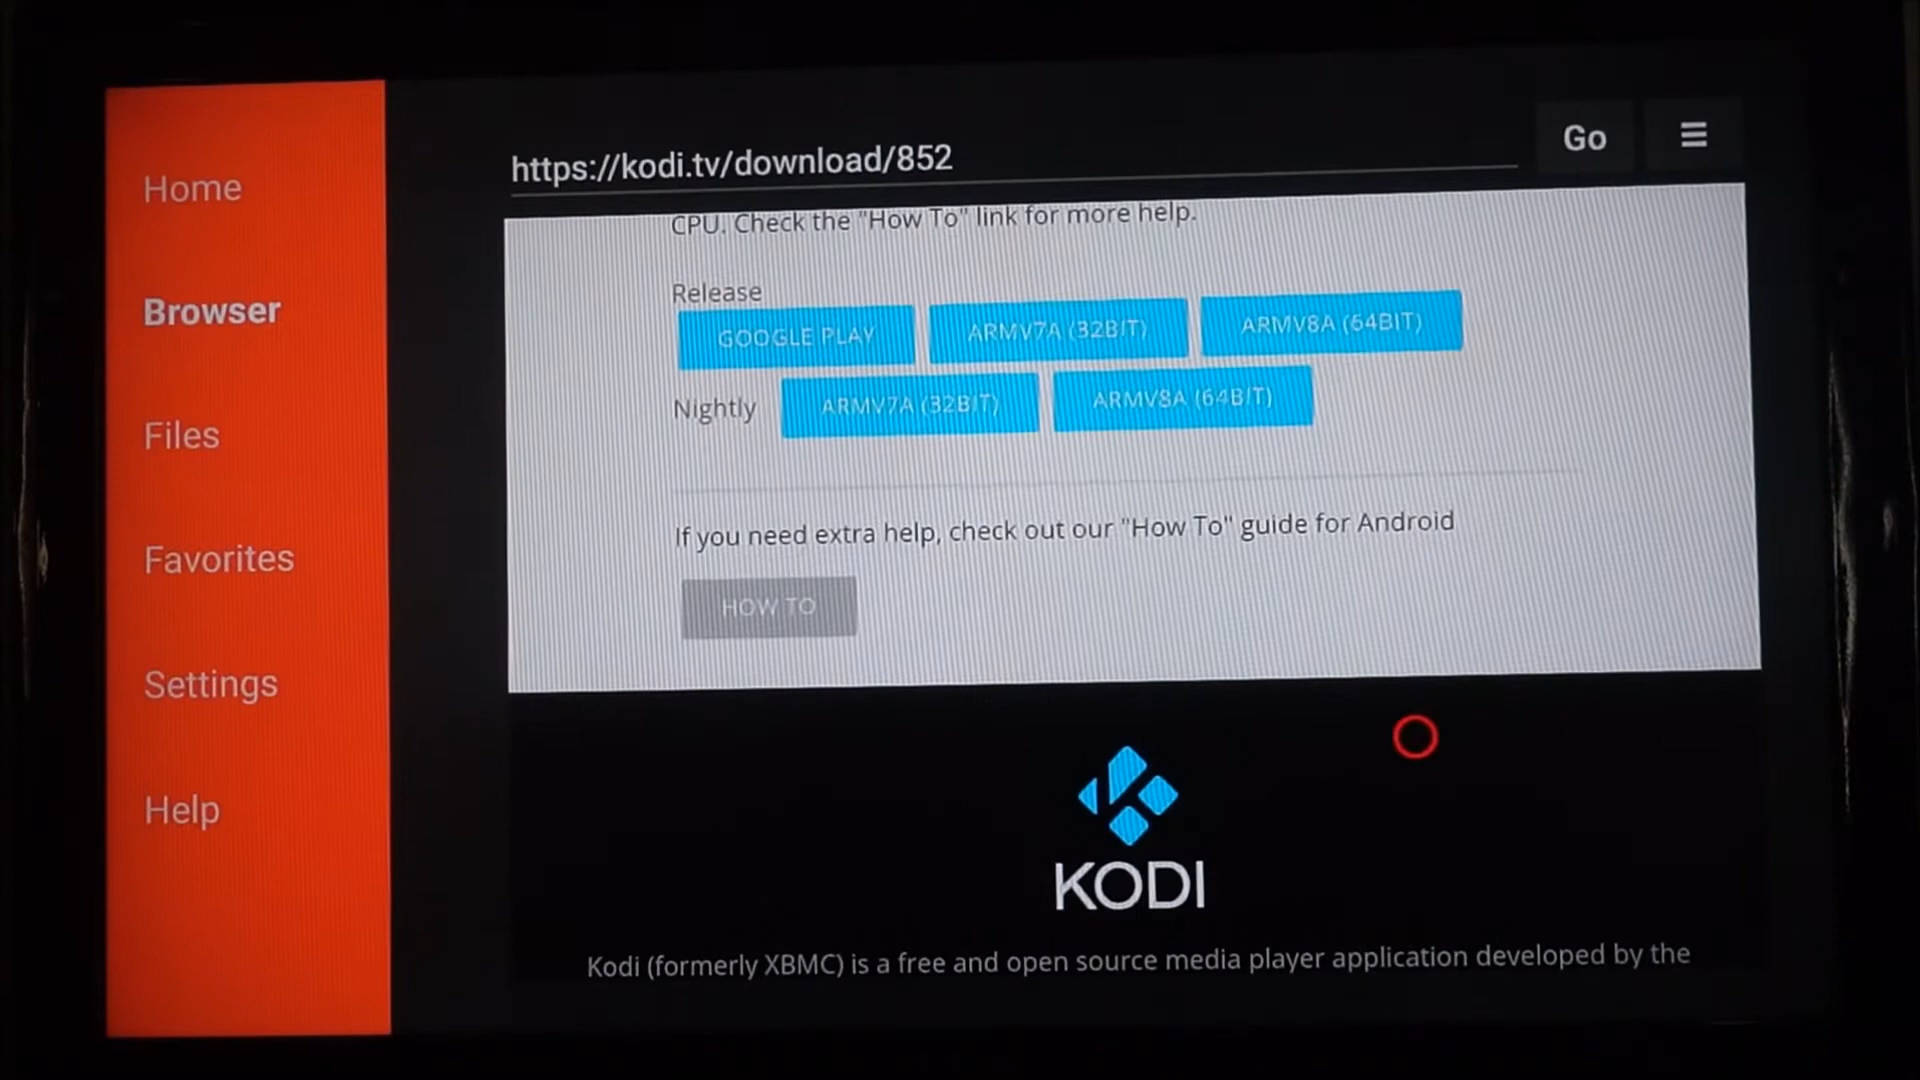 Home
Browser
Files
Favorites
Settings
Help
https://kodi.tv/download/852
Go
CPU. Check the "How To" link for more help.
Release
GOOGLE PLAY
ARMV7A (32BIT)
ARMV8A (64BIT)
Nightly
ARMV7A (32BIT)
ARMV8A (64BIT)
If you need extra help, check out our "How To" guide for Android
HOW TO
KODI
Kodi (formerly XBMC) is a free and open source media player application developed by the